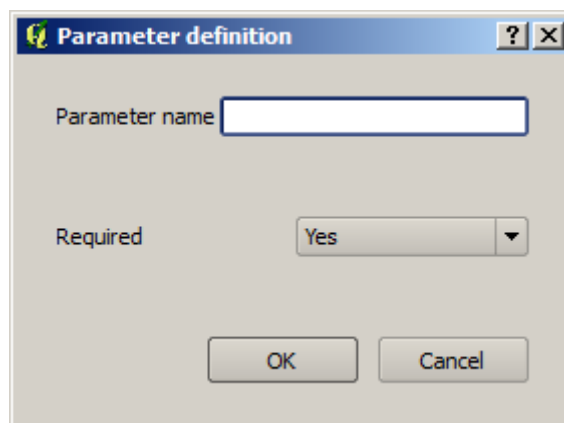 Parameter definition
Parameter name
Required Yes
OK Cancel